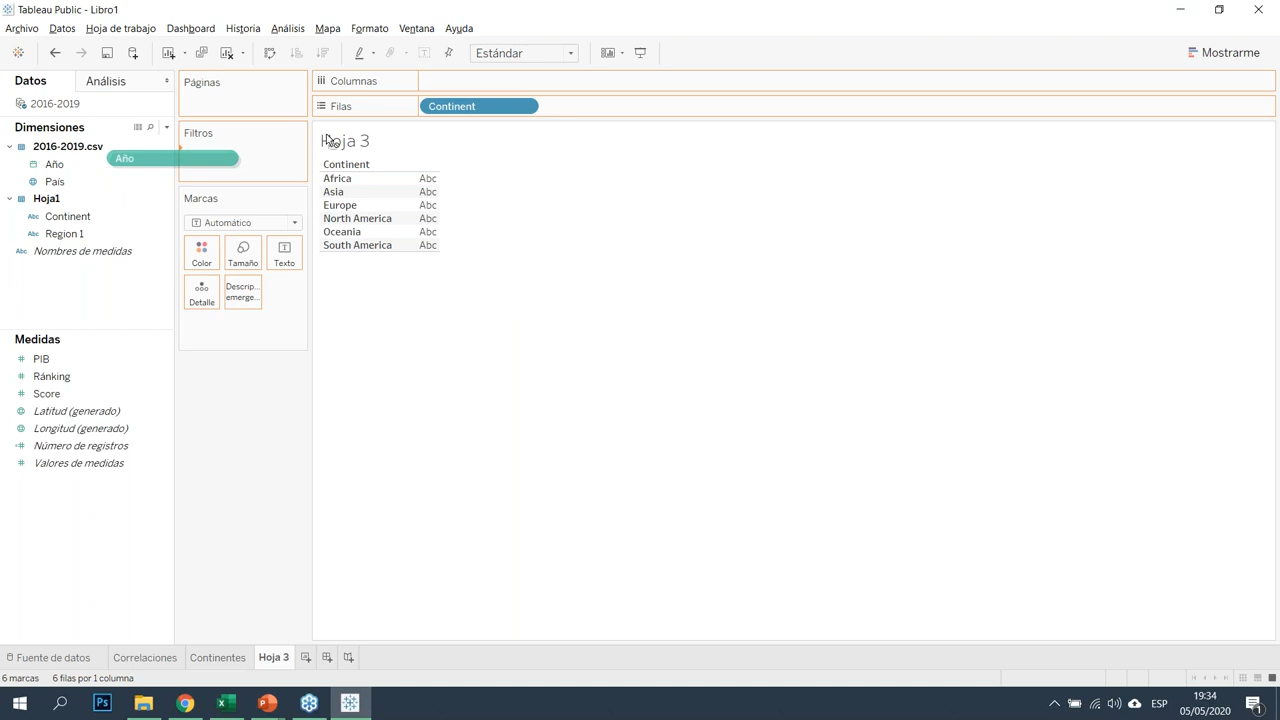 Tableau Public - Libro1
Archivo Datos Hoja de trabajo Dashboard Historia Análisis Mapa Formato Ventana Ayuda
Estándar
Mostrarme
Datos Análisis
2016-2019
Dimensiones
2016-2019.csv
Año
Año
País
Hoja1
Continent
Region 1
Nombres de medidas
Medidas
PIB
Ránking
Score
Latitud (generado)
Longitud (generado)
Número de registros
Valores de medidas
Páginas
Filtros
Marcas
Automático
Color Tamaño Texto
Detalle Descrip... emerge...
Columnas
Filas Continent
Hoja 3
Continent
Africa Abc
Asia Abc
Europe Abc
North America Abc
Oceania Abc
South America Abc
Fuente de datos Correlaciones Continentes Hoja 3
6 marcas 6 filas por 1 columna
Ps
ESP
19:34
05/05/2020
1